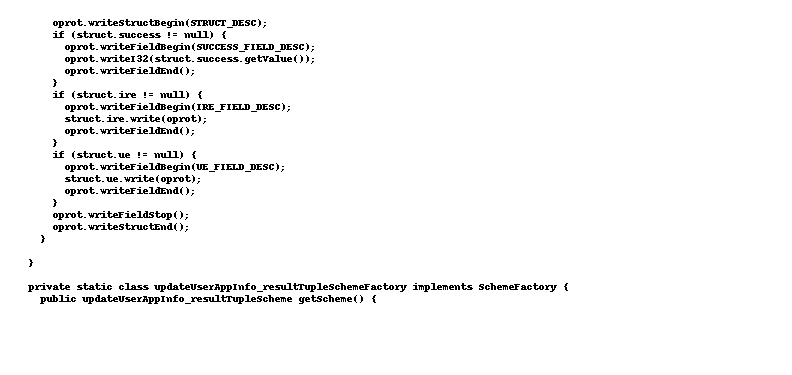 oprot.writeStructBegin(STRUCT_DESC);
if (struct.success != null) {
oprot.writeFieldBegin(SUCCESS_FIELD_DESC);
oprot.writeI32(struct.success.getValue());
oprot.writeFieldEnd();
}
if (struct.ire != null) {
oprot.writeFieldBegin(IRE_FIELD_DESC);
struct.ire.write(oprot);
oprot.writeFieldEnd();
}
if (struct.ue != null) {
oprot.writeFieldBegin(UE_FIELD_DESC);
struct.ue.write(oprot);
oprot.writeFieldEnd();
}
oprot.writeFieldStop();
oprot.writeStructEnd();
}
}
private static class updateUserAppInfo_resultTupleSchemeFactory implements SchemeFactory {
public updateUserAppInfo_resultTupleScheme getScheme() {